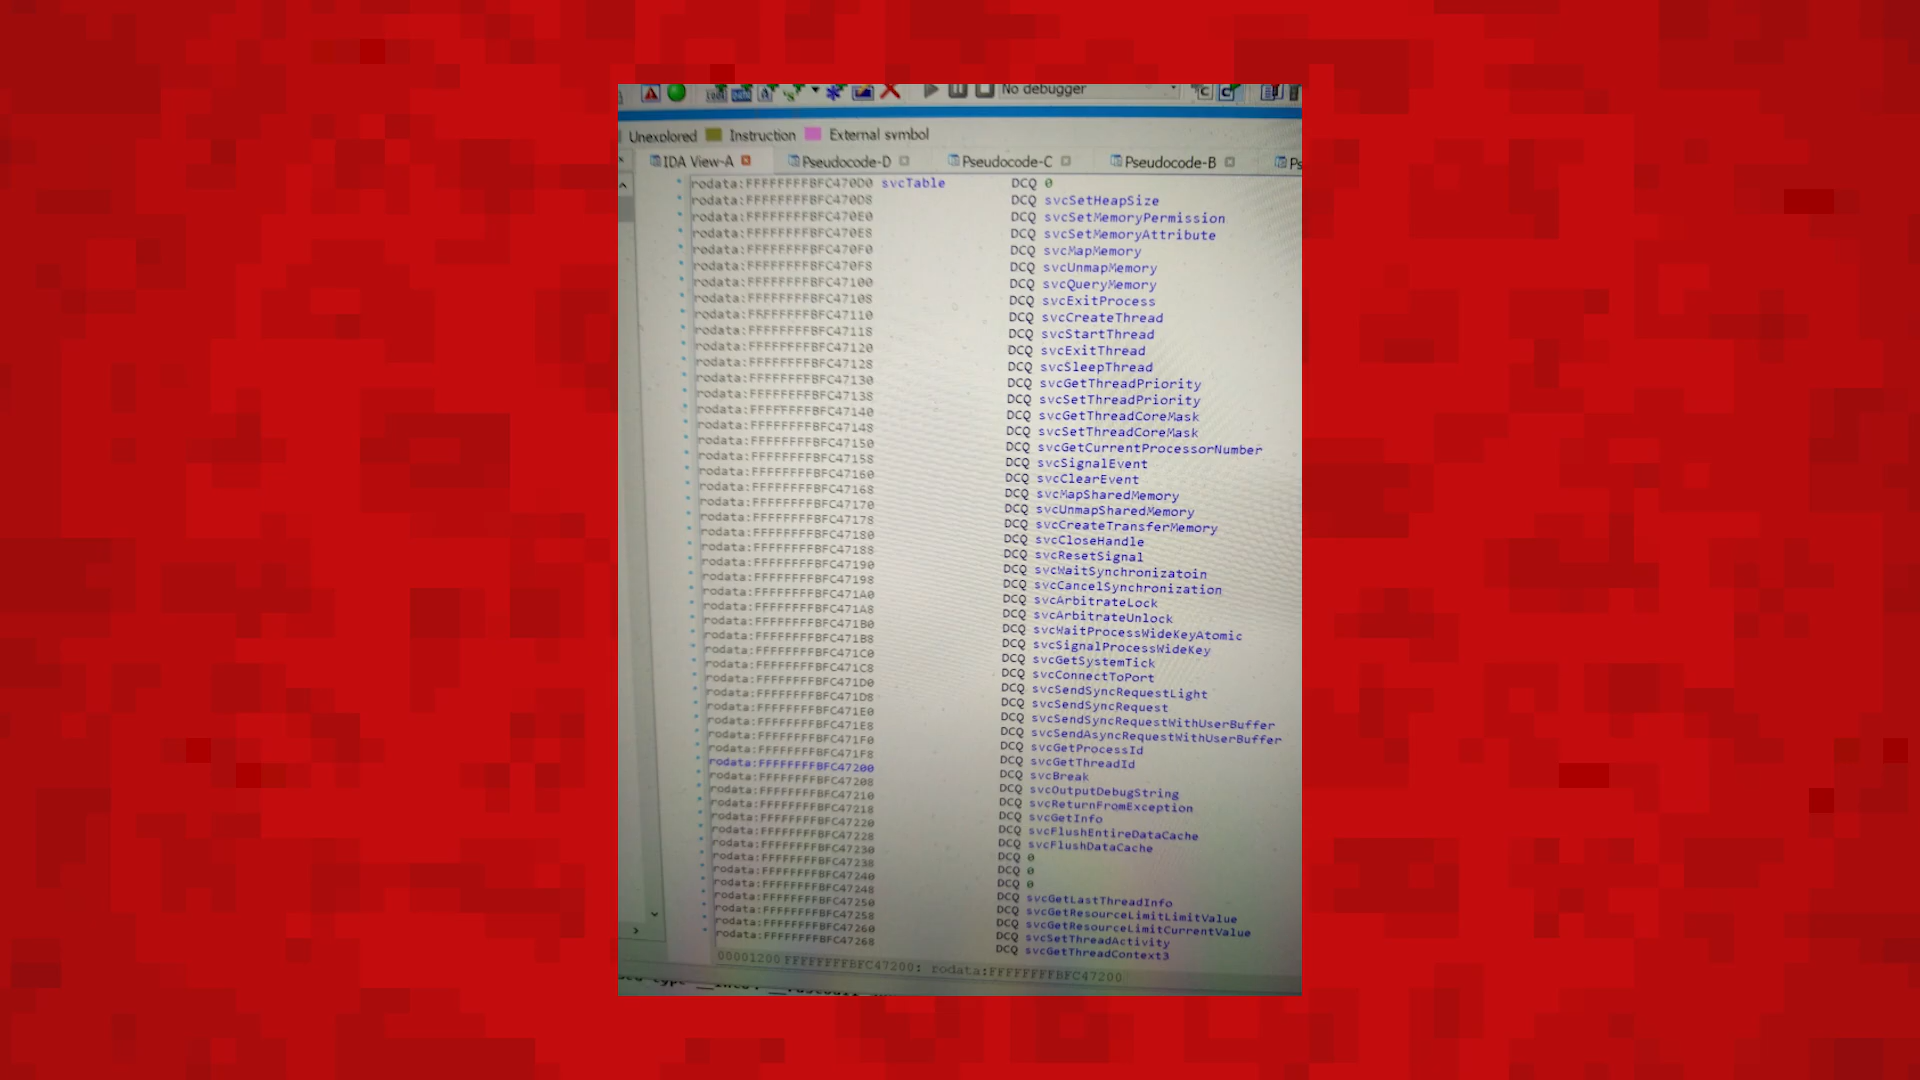 No debugger
Unexplored Instruction External symbol
IDA View-A Pseudocode-D Pseudocode-C Pseudocode-B Ps
rodata:FFFFFFFFBFC470D0 svcTable DCQ 0
rodata:FFFFFFFFBFC470D8 DCQ svcSetHeapSize
rodata:FFFFFFFFBFC470E0 DCQ svcSetMemoryPermission
rodata:FFFFFFFFBFC470E8 DCQ svcSetMemoryAttribute
rodata:FFFFFFFFBFC470F0 DCQ svcMapMemory
rodata:FFFFFFFFBFC470F8 DCQ svcUnmapMemory
rodata:FFFFFFFFBFC47100 DCQ svcQueryMemory
rodata:FFFFFFFFBFC47108 DCQ svcExitProcess
rodata:FFFFFFFFBFC47110 DCQ svcCreateThread
rodata:FFFFFFFFBFC47118 DCQ svcStartThread
rodata:FFFFFFFFBFC47120 DCQ svcExitThread
rodata:FFFFFFFFBFC47128 DCQ svcSleepThread
rodata:FFFFFFFFBFC47130 DCQ svcGetThreadPriority
rodata:FFFFFFFFBFC47138 DCQ svcSetThreadPriority
rodata:FFFFFFFFBFC47140 DCQ svcGetThreadCoreMask
rodata:FFFFFFFFBFC47148 DCQ svcSetThreadCoreMask
rodata:FFFFFFFFBFC47150 DCQ svcGetCurrentProcessorNumber
rodata:FFFFFFFFBFC47158 DCQ svcSignalEvent
rodata:FFFFFFFFBFC47160 DCQ svcClearEvent
rodata:FFFFFFFFBFC47168 DCQ svcMapSharedMemory
rodata:FFFFFFFFBFC47170 DCQ svcUnmapSharedMemory
rodata:FFFFFFFFBFC47178 DCQ svcCreateTransferMemory
rodata:FFFFFFFFBFC47180 DCQ svcCloseHandle
rodata:FFFFFFFFBFC47188 DCQ svcResetSignal
rodata:FFFFFFFFBFC47190 DCQ svcWaitSynchronizatoin
rodata:FFFFFFFFBFC47198 DCQ svcCancelSynchronization
rodata:FFFFFFFFBFC471A0 DCQ svcArbitrateLock
rodata:FFFFFFFFBFC471A8 DCQ svcArbitrateUnlock
rodata:FFFFFFFFBFC471B0 DCQ svcWaitProcessWideKeyAtomic
rodata:FFFFFFFFBFC471B8 DCQ svcSignalProcessWideKey
rodata:FFFFFFFFBFC471C0 DCQ svcGetSystemTick
rodata:FFFFFFFFBFC471C8 DCQ svcConnectToPort
rodata:FFFFFFFFBFC471D0 DCQ svcSendSyncRequestLight
rodata:FFFFFFFFBFC471D8 DCQ svcSendSyncRequest
rodata:FFFFFFFFBFC471E0 DCQ svcSendSyncRequestWithUserBuffer
rodata:FFFFFFFFBFC471E8 DCQ svcSendAsyncRequestWithUserBuffer
rodata:FFFFFFFFBFC471F0 DCQ svcGetProcessId
rodata:FFFFFFFFBFC471F8 DCQ svcGetThreadId
rodata:FFFFFFFFBFC47200 DCQ svcBreak
rodata:FFFFFFFFBFC47208 DCQ svcOutputDebugString
rodata:FFFFFFFFBFC47210 DCQ svcReturnFromException
rodata:FFFFFFFFBFC47218 DCQ svcGetInfo
rodata:FFFFFFFFBFC47220 DCQ svcFlushEntireDataCache
rodata:FFFFFFFFBFC47228 DCQ svcFlushDataCache
rodata:FFFFFFFFBFC47230 DCQ 0
rodata:FFFFFFFFBFC47238 DCQ 0
rodata:FFFFFFFFBFC47240 DCQ 0
rodata:FFFFFFFFBFC47248 DCQ svcGetLastThreadInfo
rodata:FFFFFFFFBFC47250 DCQ svcGetResourceLimitLimitValue
rodata:FFFFFFFFBFC47258 DCQ svcGetResourceLimitCurrentValue
rodata:FFFFFFFFBFC47260 DCQ svcSetThreadActivity
rodata:FFFFFFFFBFC47268 DCQ svcGetThreadContext3
00001200 FFFFFFFFBFC47200: rodata:FFFFFFFFBFC47200